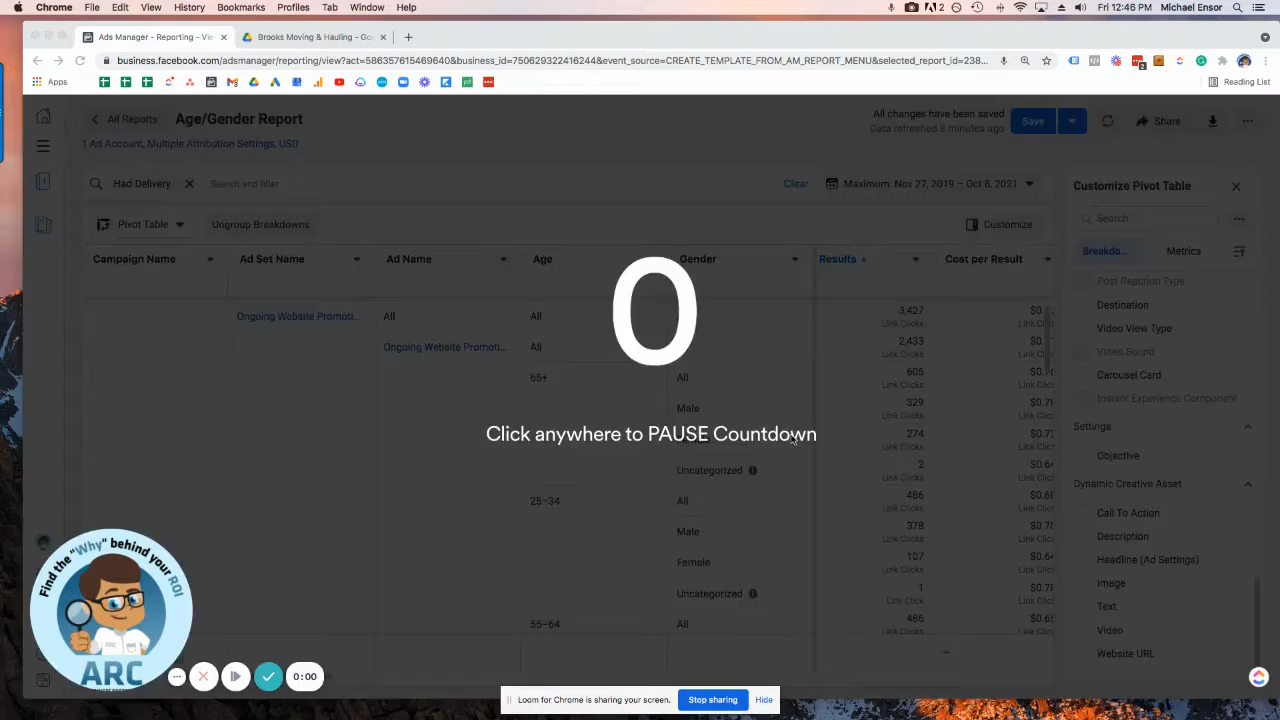 Chrome File Edit View History Bookmarks Profiles Tab Window Help
2 Fri 12:46 PM Michael Ensor
Ads Manager - Reporting - Vie
Brooks Moving & Hauling - Go
business.facebook.com/adsmanager/reporting/view?act=586357615469640&business_id=750629322416244&event_source=CREATE_TEMPLATE_FROM_AM_REPORT_MENU&selected_report_id=238...
Apps
Reading List
All Reports Age/Gender Report
All changes have been saved
Data refreshed 8 minutes ago
Save
Share
1 Ad Account, Multiple Attribution Settings, USD
Had Delivery
Search and filter
Clear
Maximum: Nov 27, 2019 – Oct 8, 2021
Pivot Table
Ungroup Breakdowns
Customize
Campaign Name Ad Set Name Ad Name Age Gender Results Cost per Result
Ongoing Website Promoti... All All 3,427 $0.
Link Clicks
Ongoing Website Promoti... All 2,433 $0.
Link Clicks
65+ All 605
Link Clicks
Male 329
Link Clicks
274
Link Clicks
Uncategorized 2
Link Clicks
25–34 All 486
Link Clicks
Male 378
Link Clicks
Female 107
Link Clicks
Uncategorized 1
Link Click
55–64 All 486
Link Clicks
0
Click anywhere to PAUSE Countdown
Customize Pivot Table
Search
Breakdo...
Metrics
Post Reaction Type
Destination
Video View Type
Video Sound
Carousel Card
Instant Experience Component
Settings
Objective
Dynamic Creative Asset
Call To Action
Description
Headline (Ad Settings)
Image
Text
Video
Website URL
Find the "Why" behind your ROI
ARC
0:00
Loom for Chrome is sharing your screen.
Stop sharing
Hide